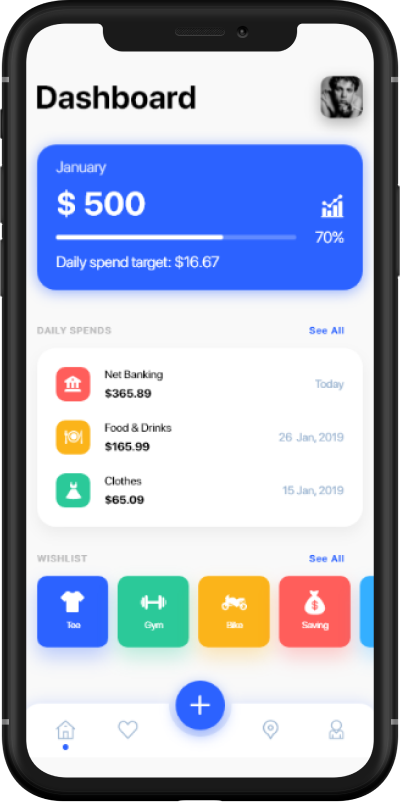 Dashboard
January
$ 500
70%
Daily spend target: $16.67
DAILY SPENDS See All
Net Banking
$365.89
Today
Food & Drinks
$165.99
26 Jan, 2019
Clothes
$65.09
15 Jan, 2019
WISHLIST See All
Tee Gym Bike Saving
$